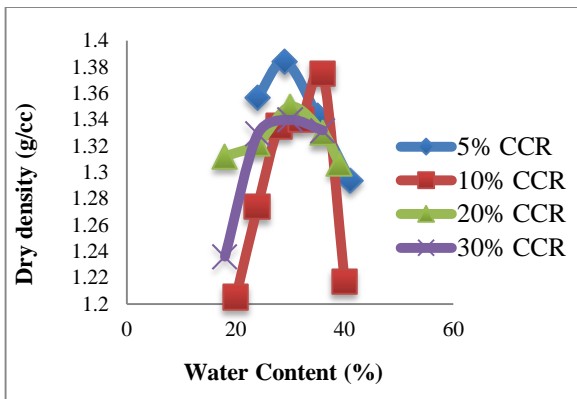 1.4
1.38
1.36
1.34
1.32
1.3
1.28
1.26
1.24
1.22
1.2
Dry density (g/cc)
0
20
40
60
Water Content (%)
5% CCR
10% CCR
20% CCR
30% CCR